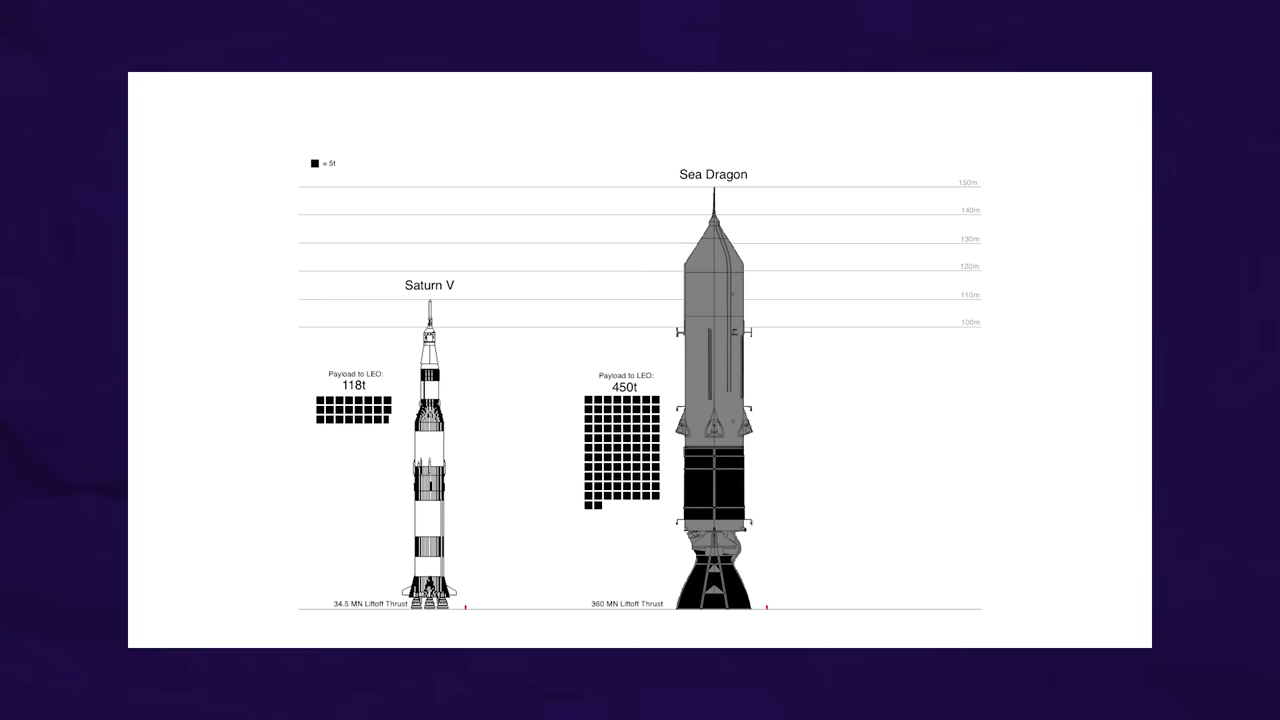 = 5t
Sea Dragon
150m
140m
130m
120m
Saturn V
110m
100m
Payload to LEO:
118t
Payload to LEO:
450t
34.5 MN Liftoff Thrust
360 MN Liftoff Thrust